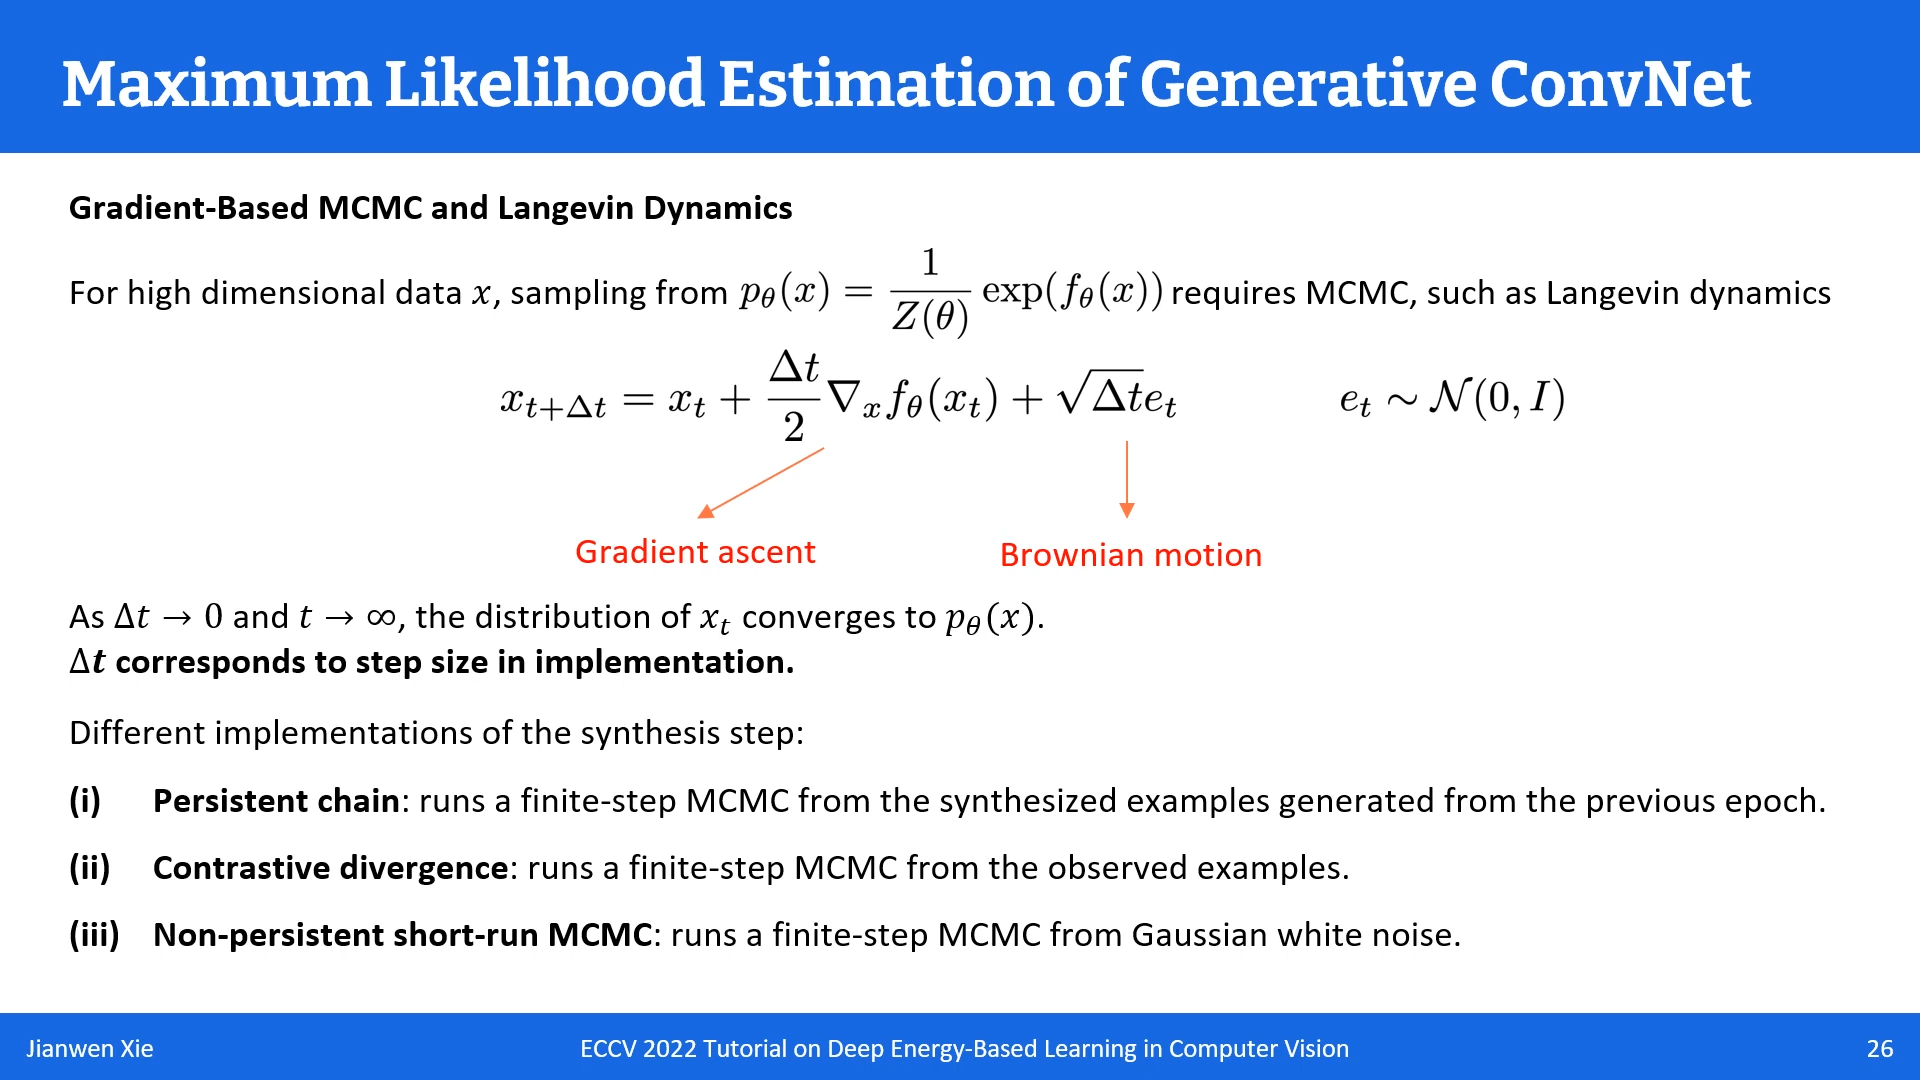 Maximum Likelihood Estimation of Generative ConvNet
Gradient-Based MCMC and Langevin Dynamics
For high dimensional data 𝑥, sampling from $p_\theta(x) = \frac{1}{Z(\theta)} \exp(f_\theta(x))$ requires MCMC, such as Langevin dynamics
$x_{t+\Delta t} = x_t + \frac{\Delta t}{2} \nabla_x f_\theta(x_t) + \sqrt{\Delta t} e_t$ $e_t \sim \mathcal{N}(0, I)$
Gradient ascent Brownian motion
As $\Delta t \to 0$ and $t \to \infty$, the distribution of $x_t$ converges to $p_\theta(x)$.
Δ𝒕 corresponds to step size in implementation.
Different implementations of the synthesis step:
(i) Persistent chain: runs a finite-step MCMC from the synthesized examples generated from the previous epoch.
(ii) Contrastive divergence: runs a finite-step MCMC from the observed examples.
(iii) Non-persistent short-run MCMC: runs a finite-step MCMC from Gaussian white noise.
Jianwen Xie ECCV 2022 Tutorial on Deep Energy-Based Learning in Computer Vision 26